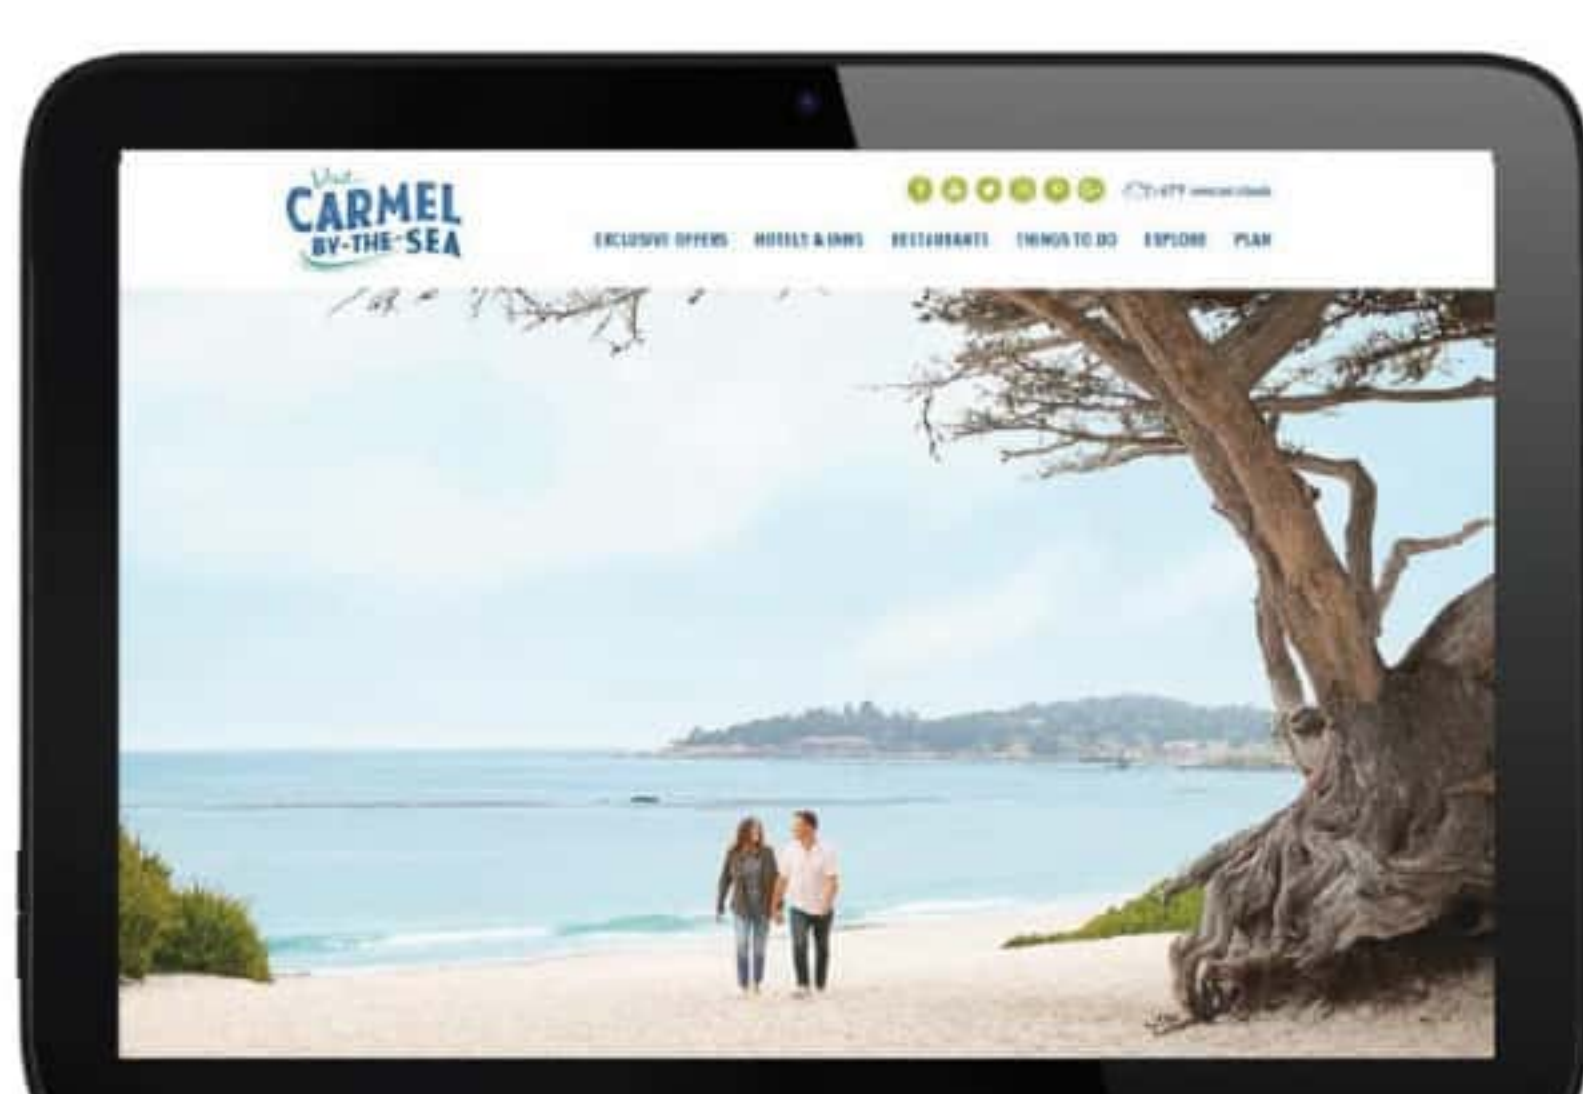 Visit
CARMEL
BY-THE-SEA
EXCLUSIVE OFFERS HOTELS & INNS RESTAURANTS THINGS TO DO EXPLORE PLAN